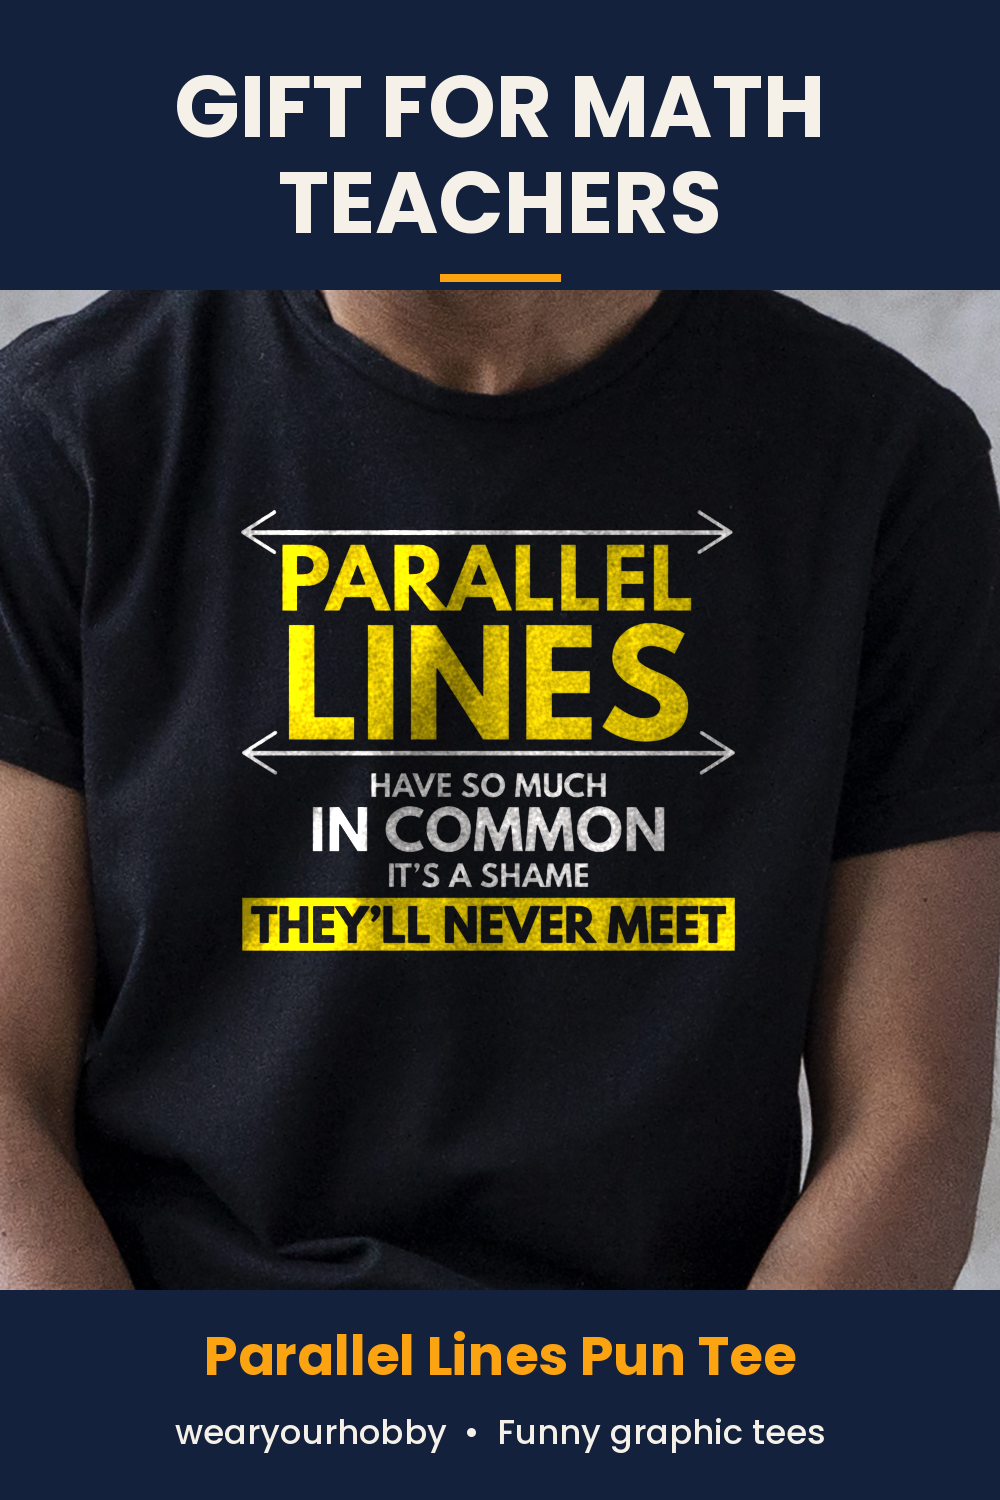 GIFT FOR MATH
TEACHERS
PARALLEL
LINES
HAVE SO MUCH
IN COMMON
IT'S A SHAME
THEY'LL NEVER MEET
Parallel Lines Pun Tee
wearyourhobby • Funny graphic tees